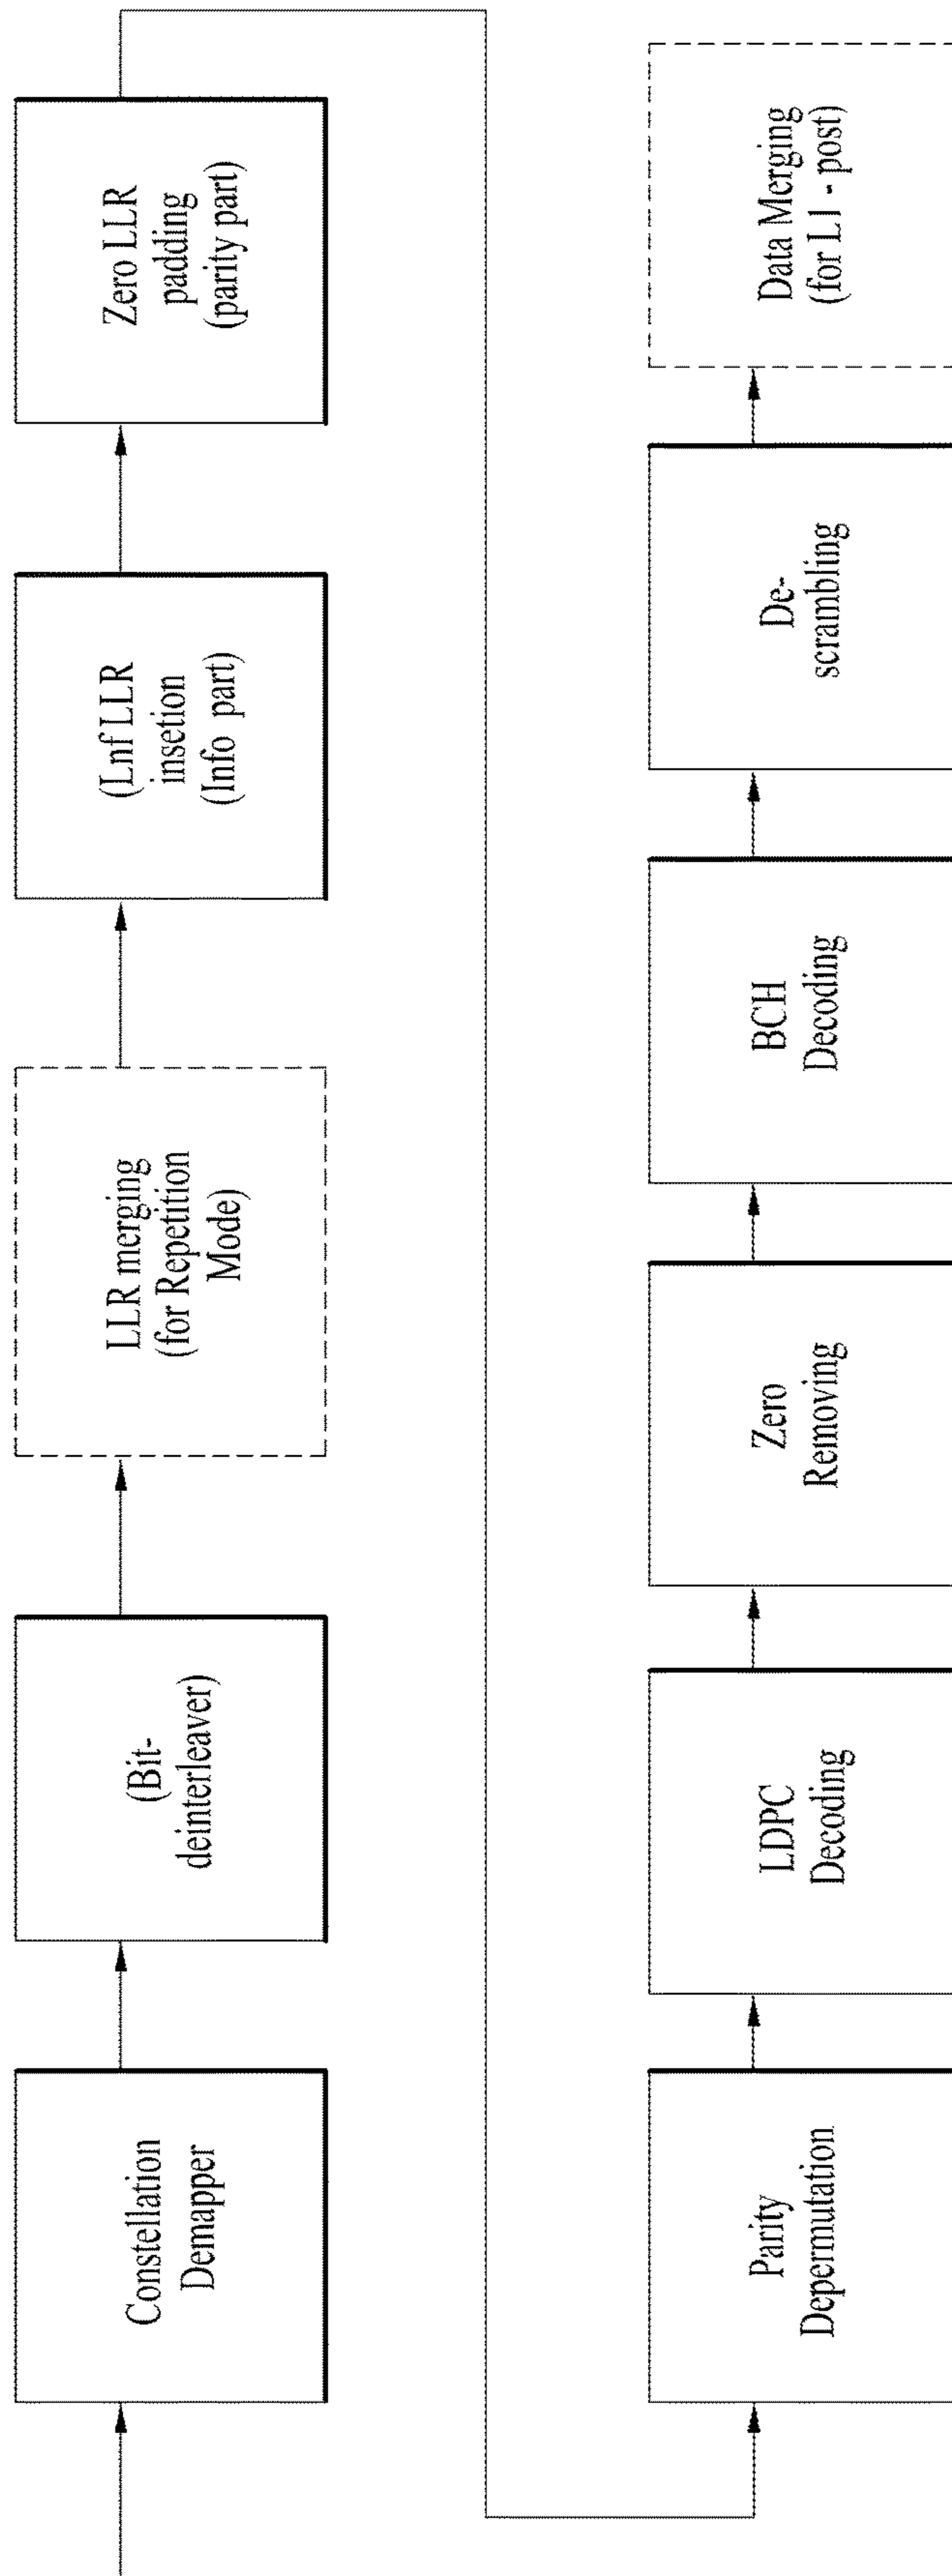 Constellation
Demapper
(Bit-
deinterleaver)
LLR merging
(for Repetition
Mode)
(Lnf LLR
insetion
(Info part)
Zero LLR
padding
(parity part)
Parity
Depermutation
LDPC
Decoding
Zero
Removing
BCH
Decoding
De-
scrambling
Data Merging
(for L1 - post)